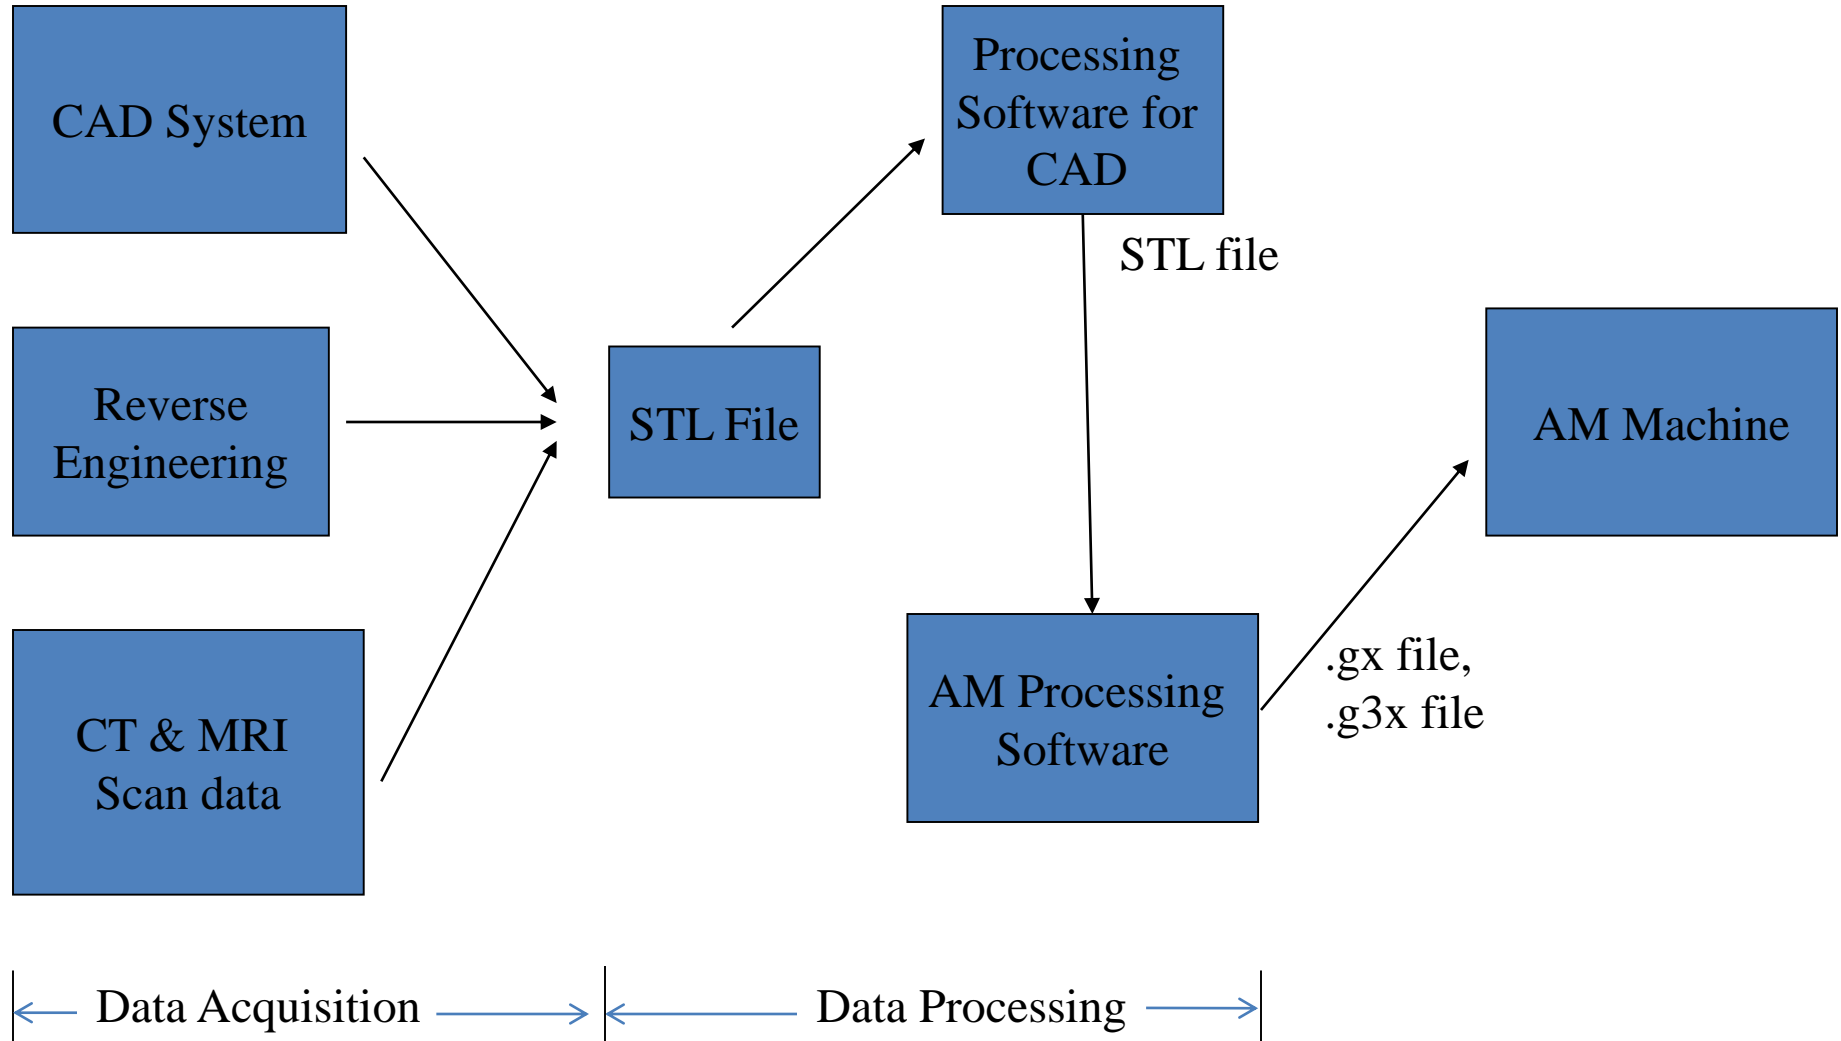 CAD System
Reverse
Engineering
CT & MRI
Scan data
STL File
Processing
Software for
CAD
STL file
AM Processing
Software
.gx file,
.g3x file
AM Machine
Data Acquisition
Data Processing